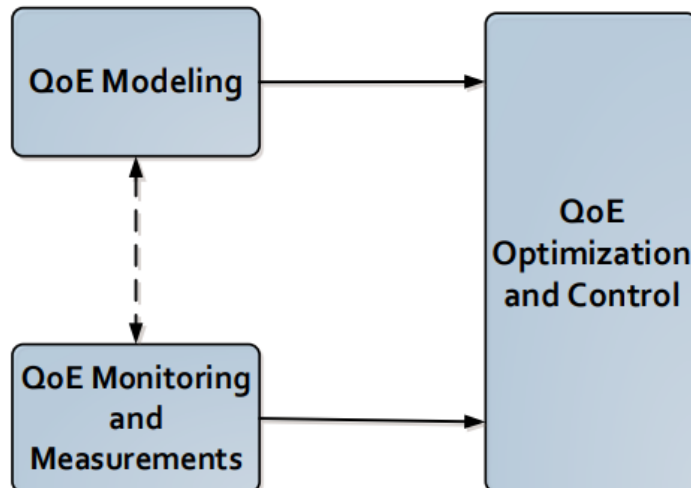 QoE Modeling
QoE
Optimization
and Control
QoE Monitoring
and
Measurements